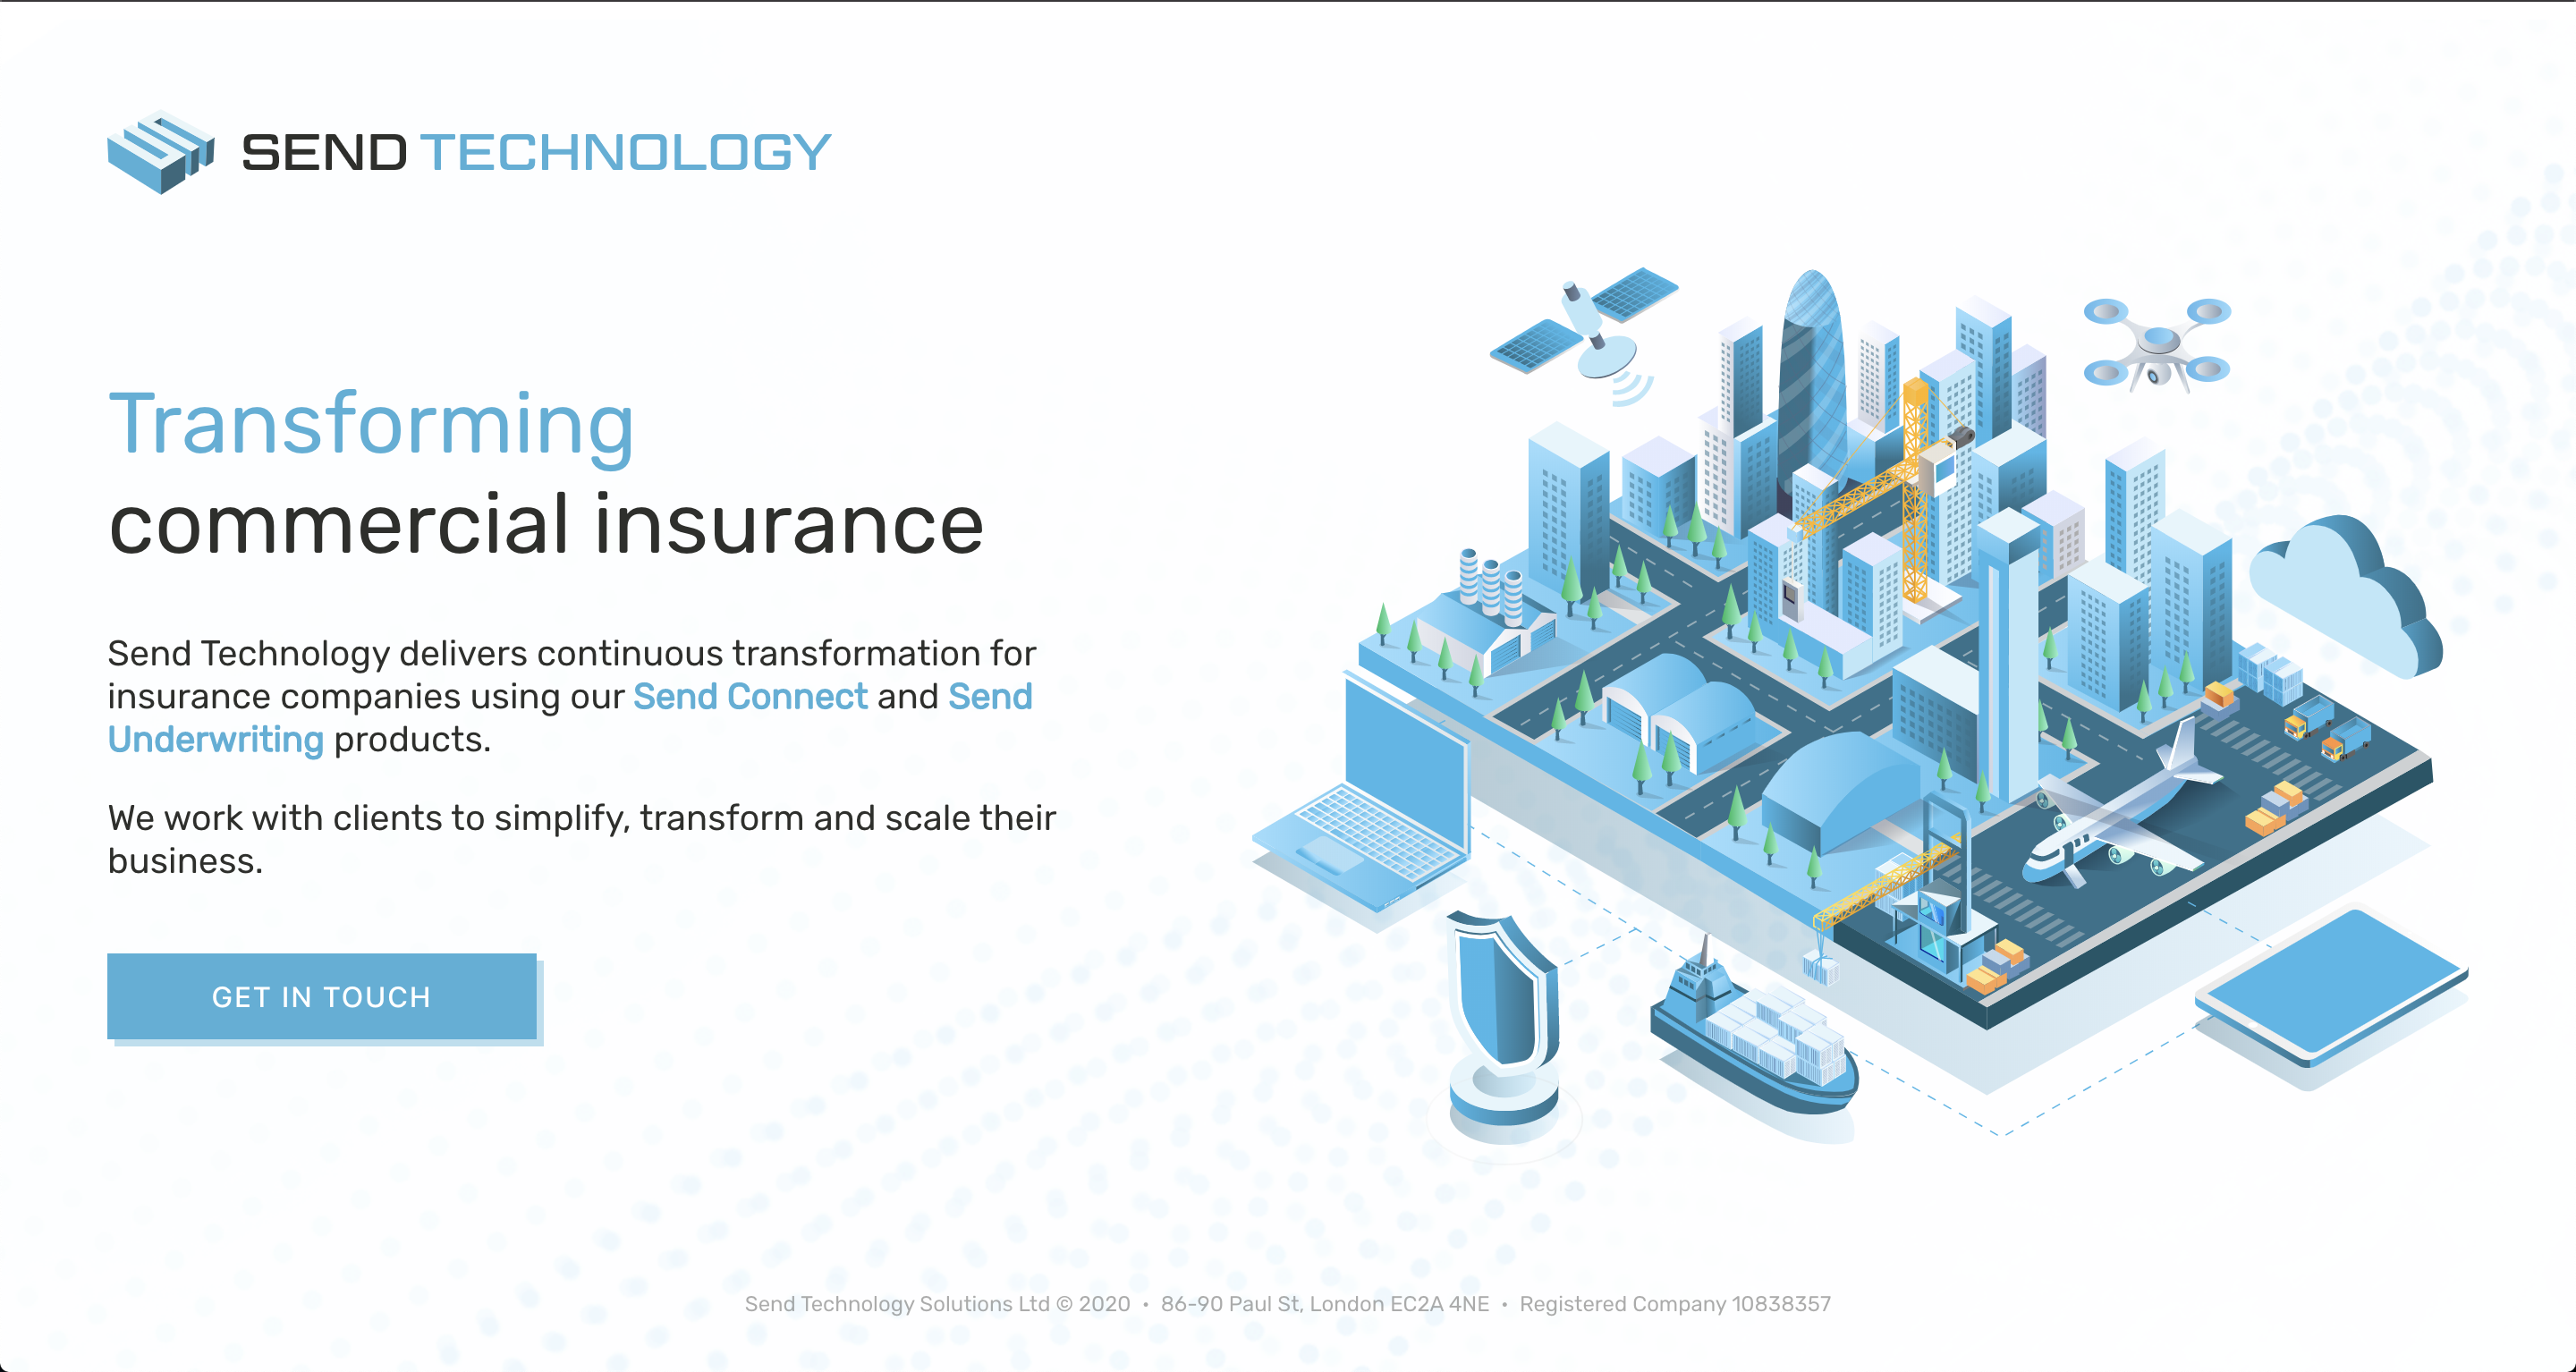 SEND TECHNOLOGY
Transforming
commercial insurance
Send Technology delivers continuous transformation for
insurance companies using our Send Connect and Send
Underwriting products.
We work with clients to simplify, transform and scale their
business.
GET IN TOUCH
Send Technology Solutions Ltd © 2020 • 86-90 Paul St, London EC2A 4NE • Registered Company 10838357